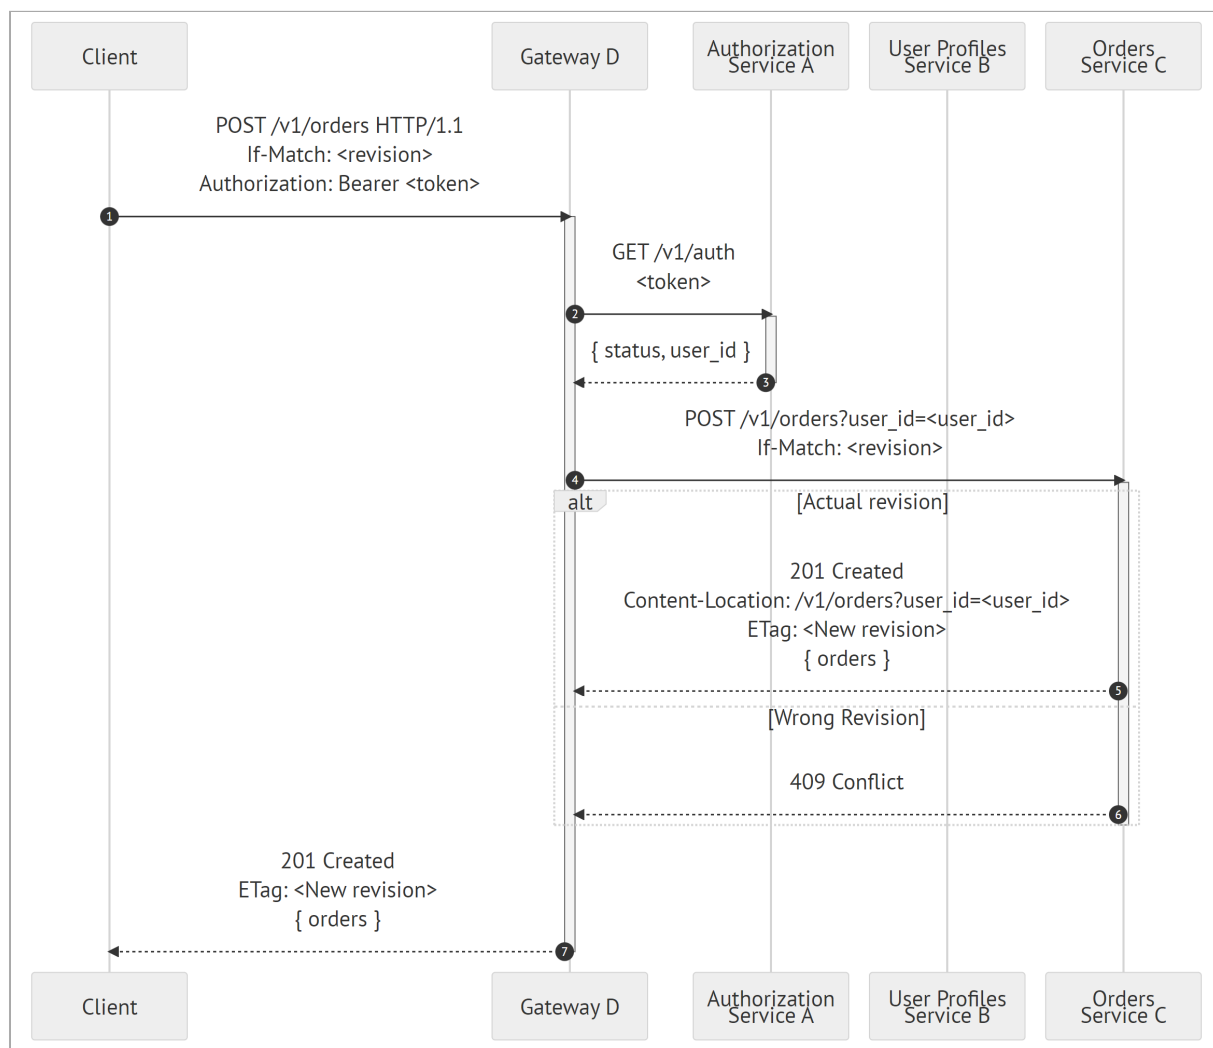 Client
Gateway D
Authorization
Service A
User Profiles
Service B
Orders
Service C
POST /v1/orders HTTP/1.1
If-Match: <revision>
Authorization: Bearer <token>
1
GET /v1/auth
<token>
2
{ status, user_id }
3
POST /v1/orders?user_id=<user_id>
If-Match: <revision>
4
alt
[Actual revision]
201 Created
Content-Location: /v1/orders?user_id=<user_id>
ETag: <New revision>
{ orders }
5
[Wrong Revision]
409 Conflict
6
201 Created
ETag: <New revision>
{ orders }
7
Client
Gateway D
Authorization
Service A
User Profiles
Service B
Orders
Service C